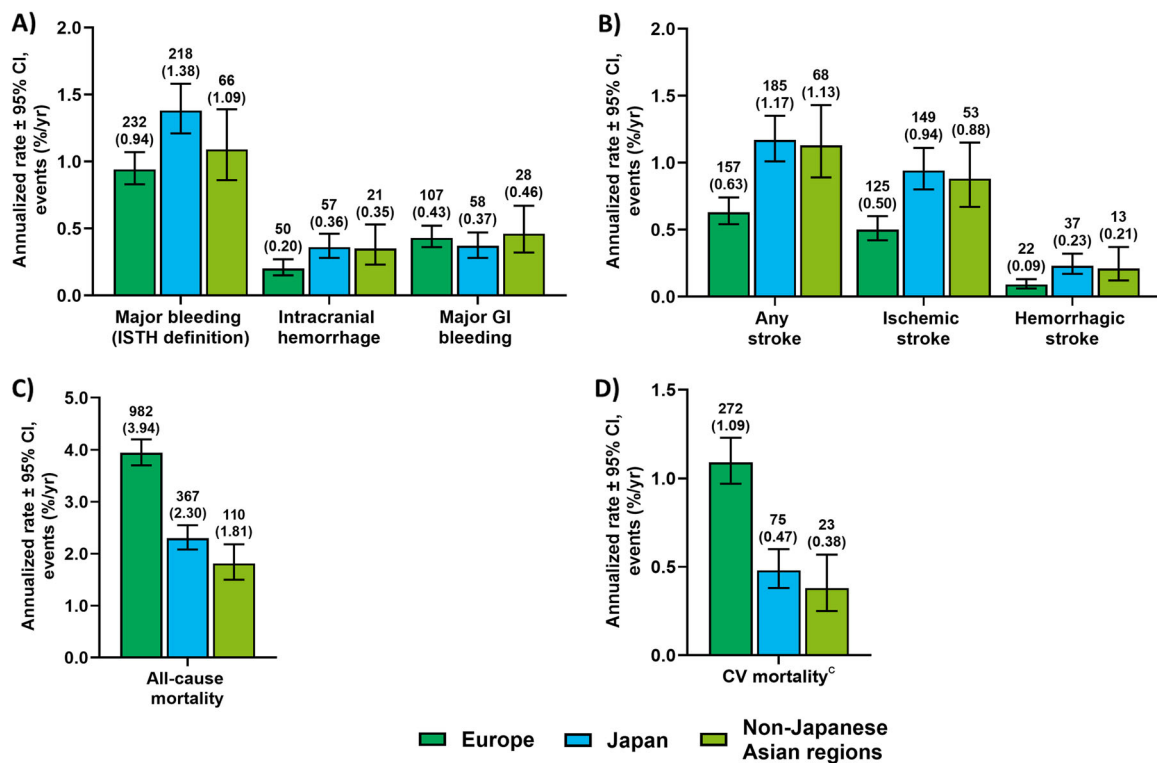 A)
Annualized rate ± 95% CI,
events (%/yr)
2.0
1.5
1.0
0.5
0.0
232
(0.94)
218
(1.38)
66
(1.09)
50
(0.20)
57
(0.36)
21
(0.35)
107
(0.43)
58
(0.37)
28
(0.46)
Major bleeding
(ISTH definition)
Intracranial
hemorrhage
Major GI
bleeding
B)
Annualized rate ± 95% CI,
events (%/yr)
2.0
1.5
1.0
0.5
0.0
157
(0.63)
185
(1.17)
68
(1.13)
125
(0.50)
149
(0.94)
53
(0.88)
22
(0.09)
37
(0.23)
13
(0.21)
Any
stroke
Ischemic
stroke
Hemorrhagic
stroke
C)
Annualized rate ± 95% CI,
events (%/yr)
5.0
4.0
5.0
2.0
1.0
0.0
982
(3.94)
367
(2.30)
110
(1.81)
All-cause
mortality
D)
Annualized rate ± 95% CI,
events (%/yr)
1.5
1.0
0.5
0.0
272
(1.09)
75
(0.47)
23
(0.38)
CV mortalityᶜ
Europe
Japan
Non-Japanese
Asian regions